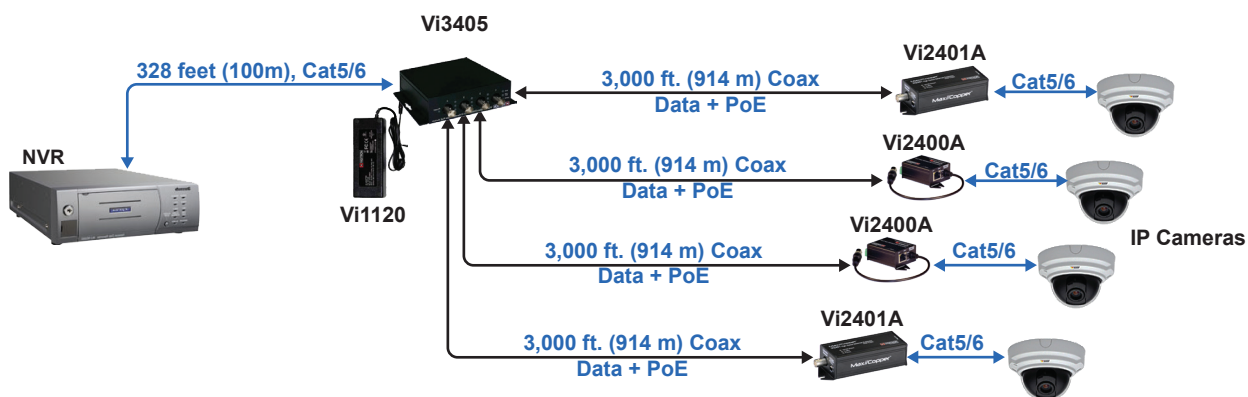 Vi3405
328 feet (100m), Cat5/6
NVR
Vi1120
3,000 ft. (914 m) Coax
Data + PoE
Vi2401A
Cat5/6
3,000 ft. (914 m) Coax
Data + PoE
Vi2400A
Cat5/6
3,000 ft. (914 m) Coax
Data + PoE
Vi2400A
Cat5/6
IP Cameras
3,000 ft. (914 m) Coax
Data + PoE
Vi2401A
Cat5/6
MaxiiCopper
MaxiiCopper